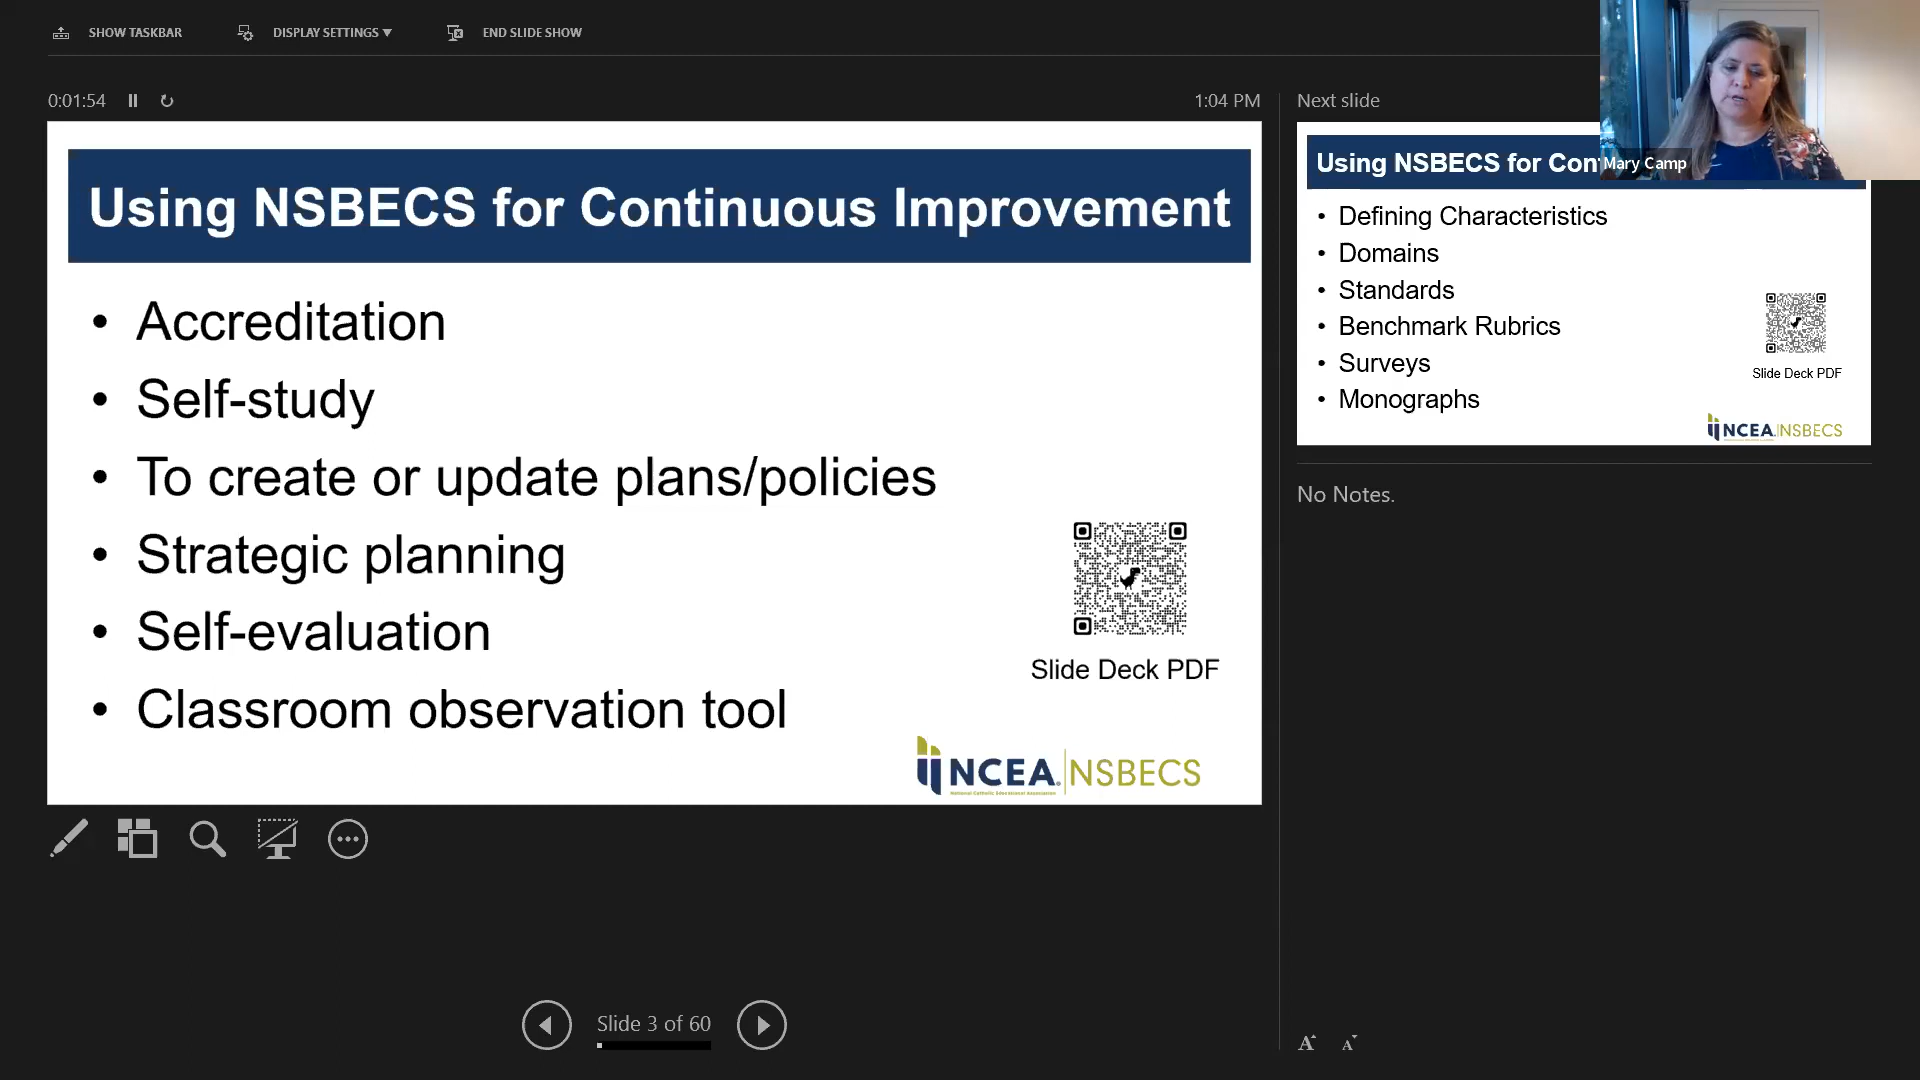 SHOW TASKBAR
DISPLAY SETTINGS ▼
END SLIDE SHOW
0:01:54
1:04 PM
Using NSBECS for Continuous Improvement
• Accreditation
• Self-study
• To create or update plans/policies
• Strategic planning
• Self-evaluation
• Classroom observation tool
Slide Deck PDF
NCEA. NSBECS
National Catholic Educational Association
Slide 3 of 60
Next slide
Using NSBECS for Con
Mary Camp
• Defining Characteristics
• Domains
• Standards
• Benchmark Rubrics
• Surveys
• Monographs
Slide Deck PDF
NCEA. NSBECS
No Notes.
A A